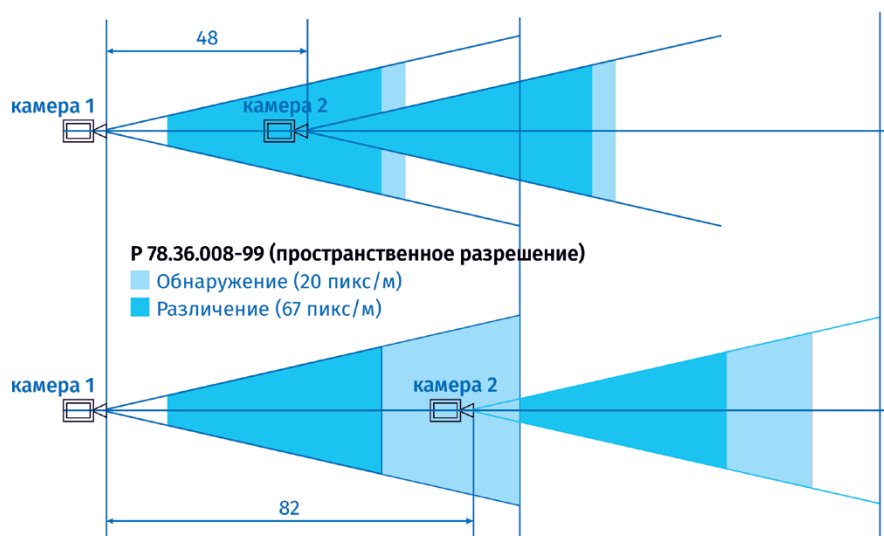 48
камера 1
камера 2
Р 78.36.008-99 (пространственное разрешение)
Обнаружение (20 пикс/м)
Различение (67 пикс/м)
камера 1
камера 2
82